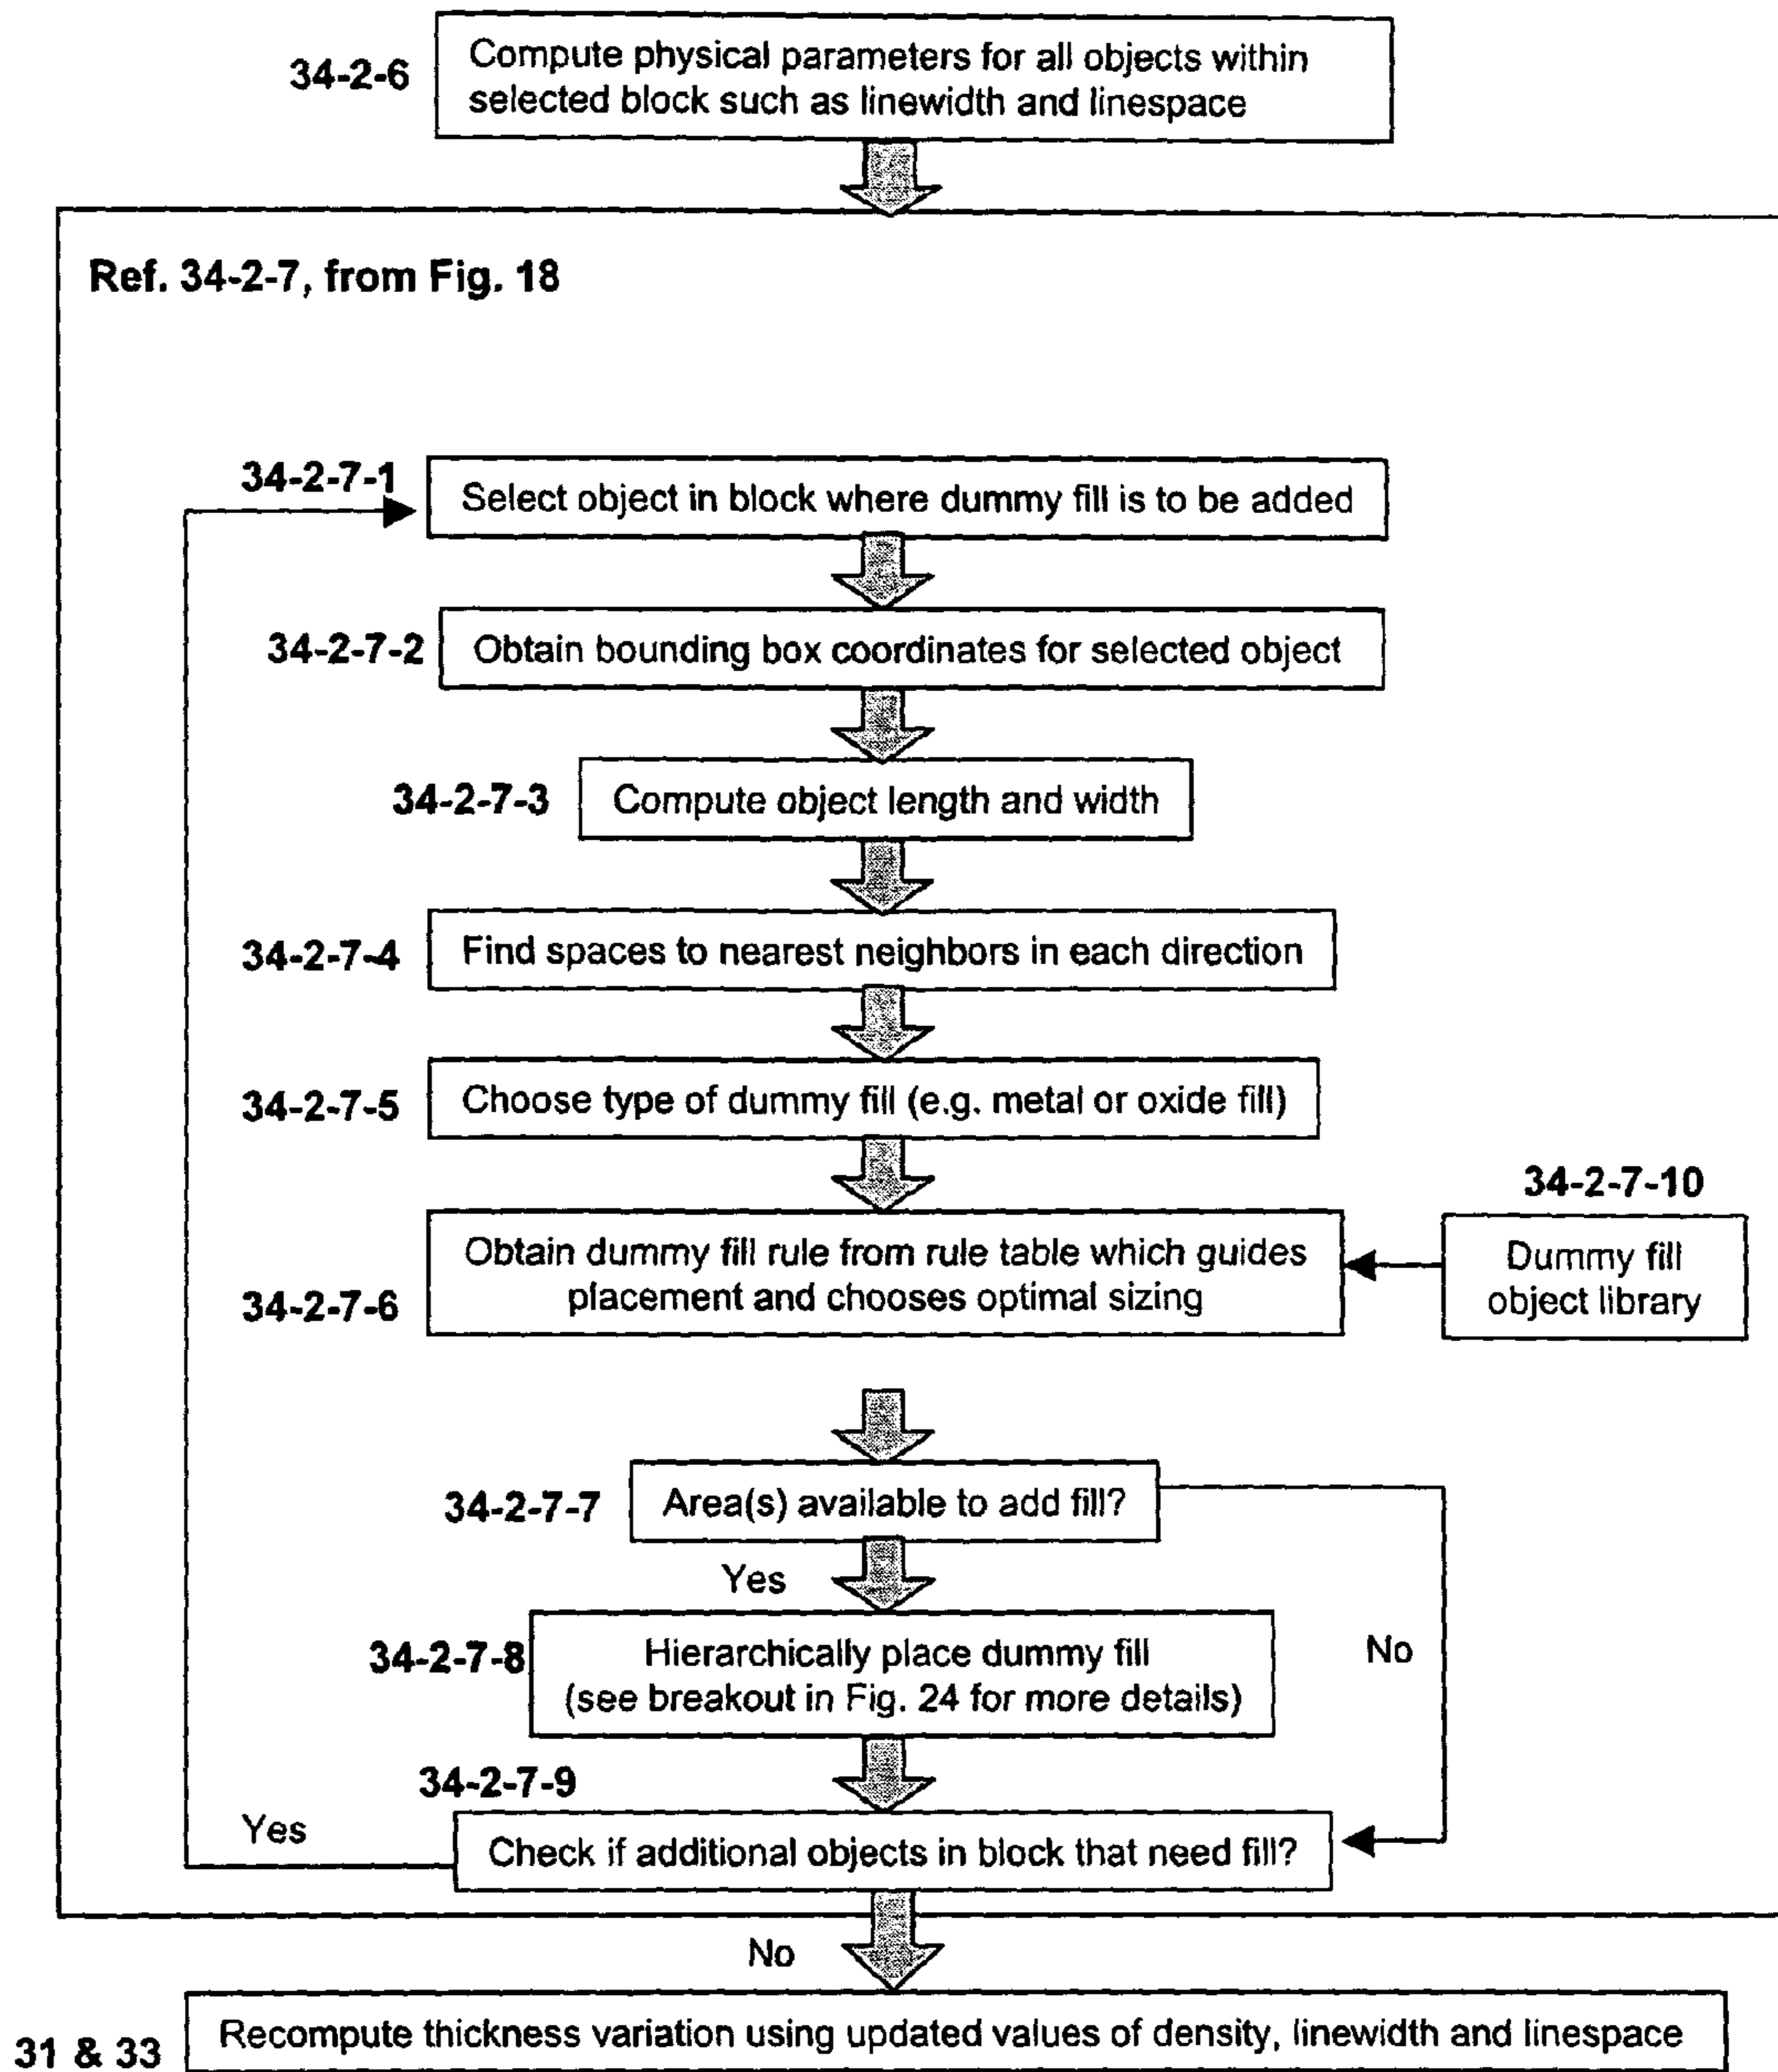 34-2-6
Compute physical parameters for all objects within
selected block such as linewidth and linespace
Ref. 34-2-7, from Fig. 18
34-2-7-1
Select object in block where dummy fill is to be added
34-2-7-2
Obtain bounding box coordinates for selected object
34-2-7-3
Compute object length and width
34-2-7-4
Find spaces to nearest neighbors in each direction
34-2-7-5
Choose type of dummy fill (e.g. metal or oxide fill)
34-2-7-6
Obtain dummy fill rule from rule table which guides
placement and chooses optimal sizing
34-2-7-10
Dummy fill
object library
34-2-7-7
Area(s) available to add fill?
Yes
No
34-2-7-8
Hierarchically place dummy fill
(see breakout in Fig. 24 for more details)
34-2-7-9
Check if additional objects in block that need fill?
Yes
No
31 & 33
Recompute thickness variation using updated values of density, linewidth and linespace